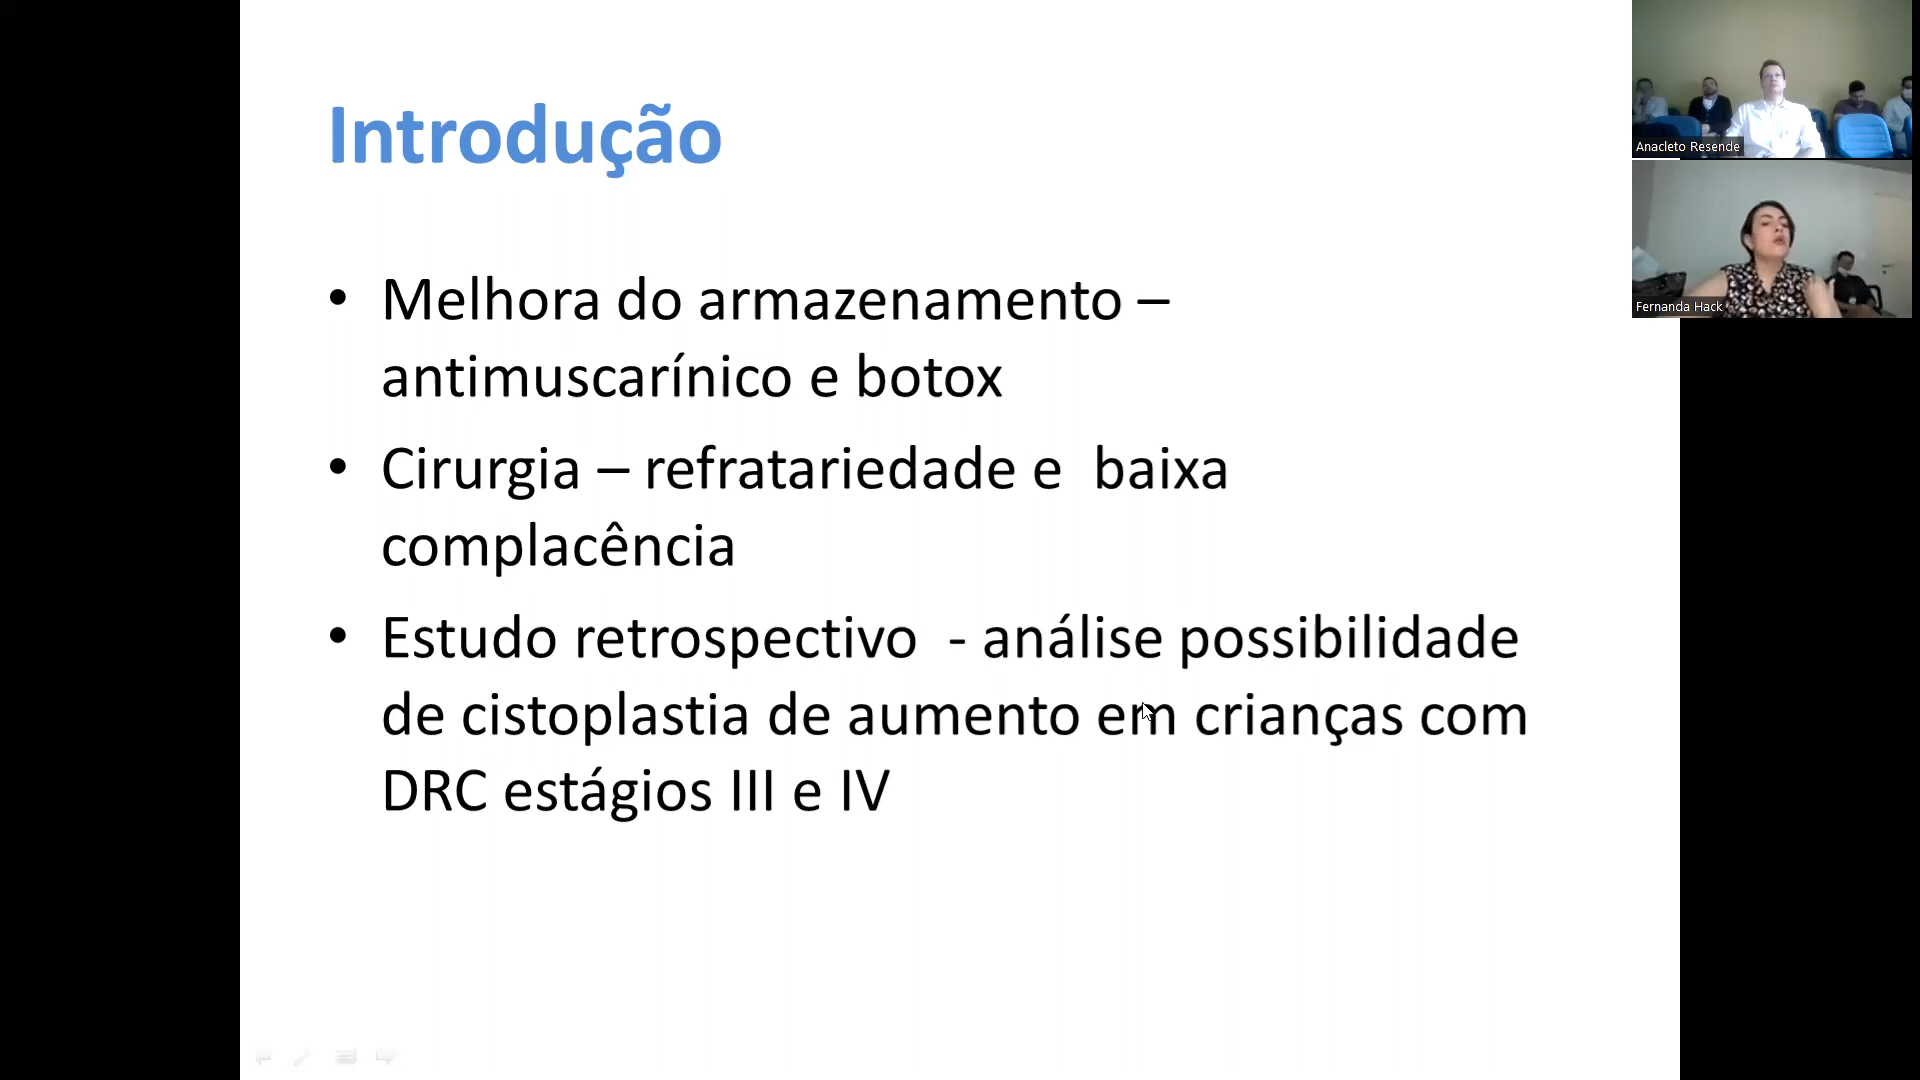 Introdução
• Melhora do armazenamento –
antimuscarínico e botox
• Cirurgia – refratariedade e  baixa
complacência
• Estudo retrospectivo  - análise possibilidade
de cistoplastia de aumento em crianças com
DRC estágios III e IV
Anacleto Resende
Fernanda Hack